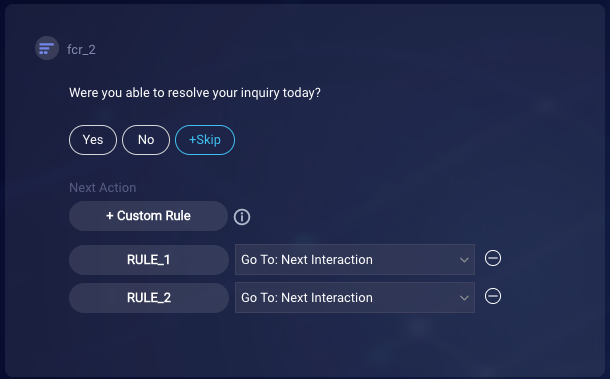 fcr_2
Were you able to resolve your inquiry today?
Yes No +Skip
Next Action
+ Custom Rule
RULE_1 Go To: Next Interaction
RULE_2 Go To: Next Interaction